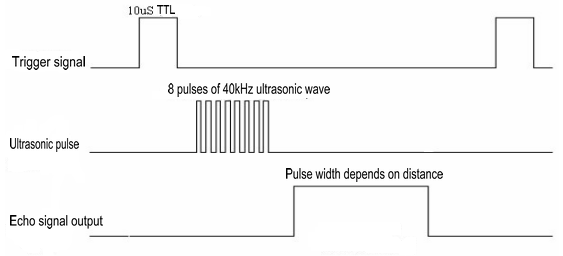 10uS TTL
Trigger signal
8 pulses of 40kHz ultrasonic wave
Ultrasonic pulse
Pulse width depends on distance
Echo signal output